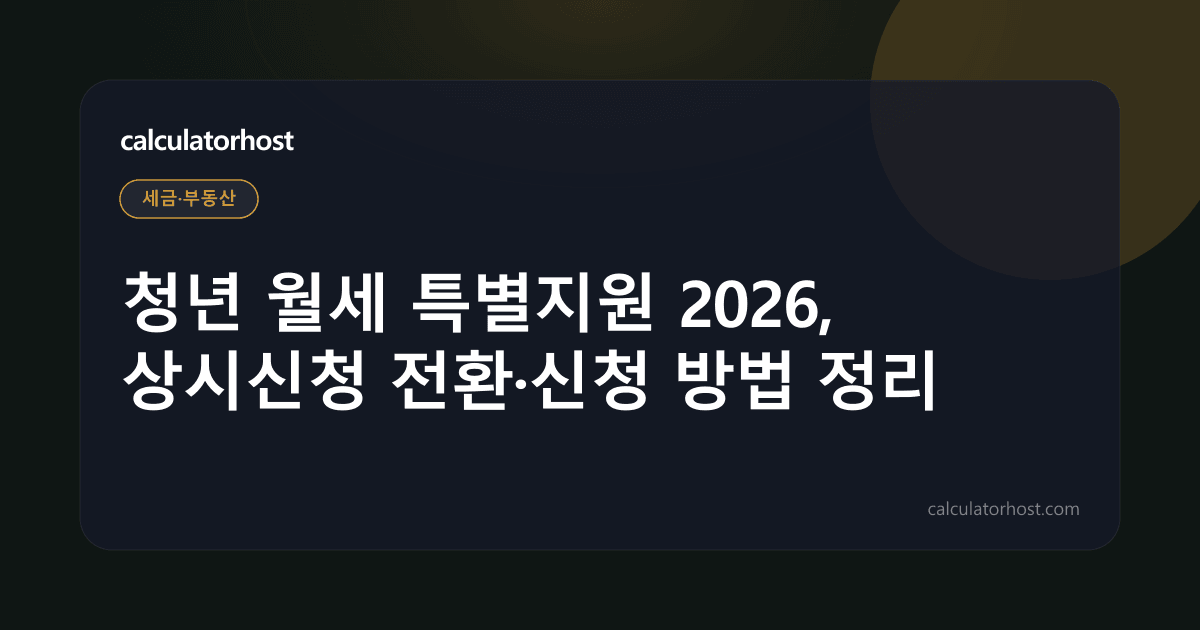 calculatorhost
세금·부동산
청년 월세 특별지원 2026,
상시신청 전환·신청 방법 정리
calculatorhost.com